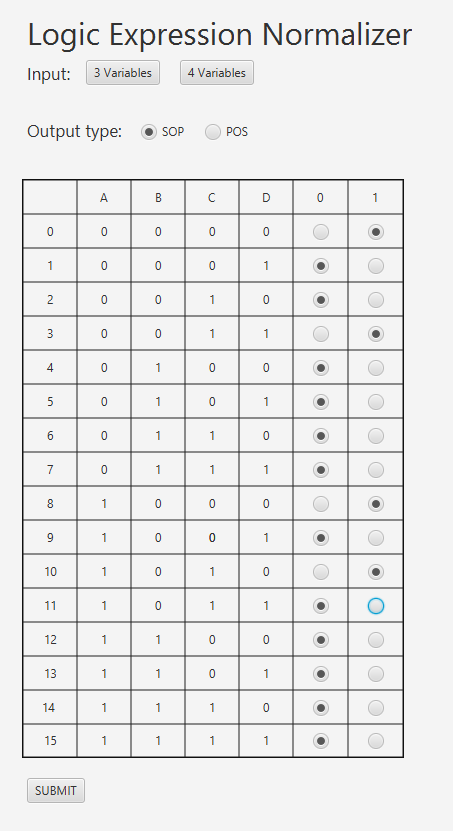 Logic Expression Normalizer
Input: 3 Variables 4 Variables
Output type: SOP POS
A B C D 0 1
0 0 0 0 0
1 0 0 0 1
2 0 0 1 0
3 0 0 1 1
4 0 1 0 0
5 0 1 0 1
6 0 1 1 0
7 0 1 1 1
8 1 0 0 0
9 1 0 0 1
10 1 0 1 0
11 1 0 1 1
12 1 1 0 0
13 1 1 0 1
14 1 1 1 0
15 1 1 1 1
SUBMIT